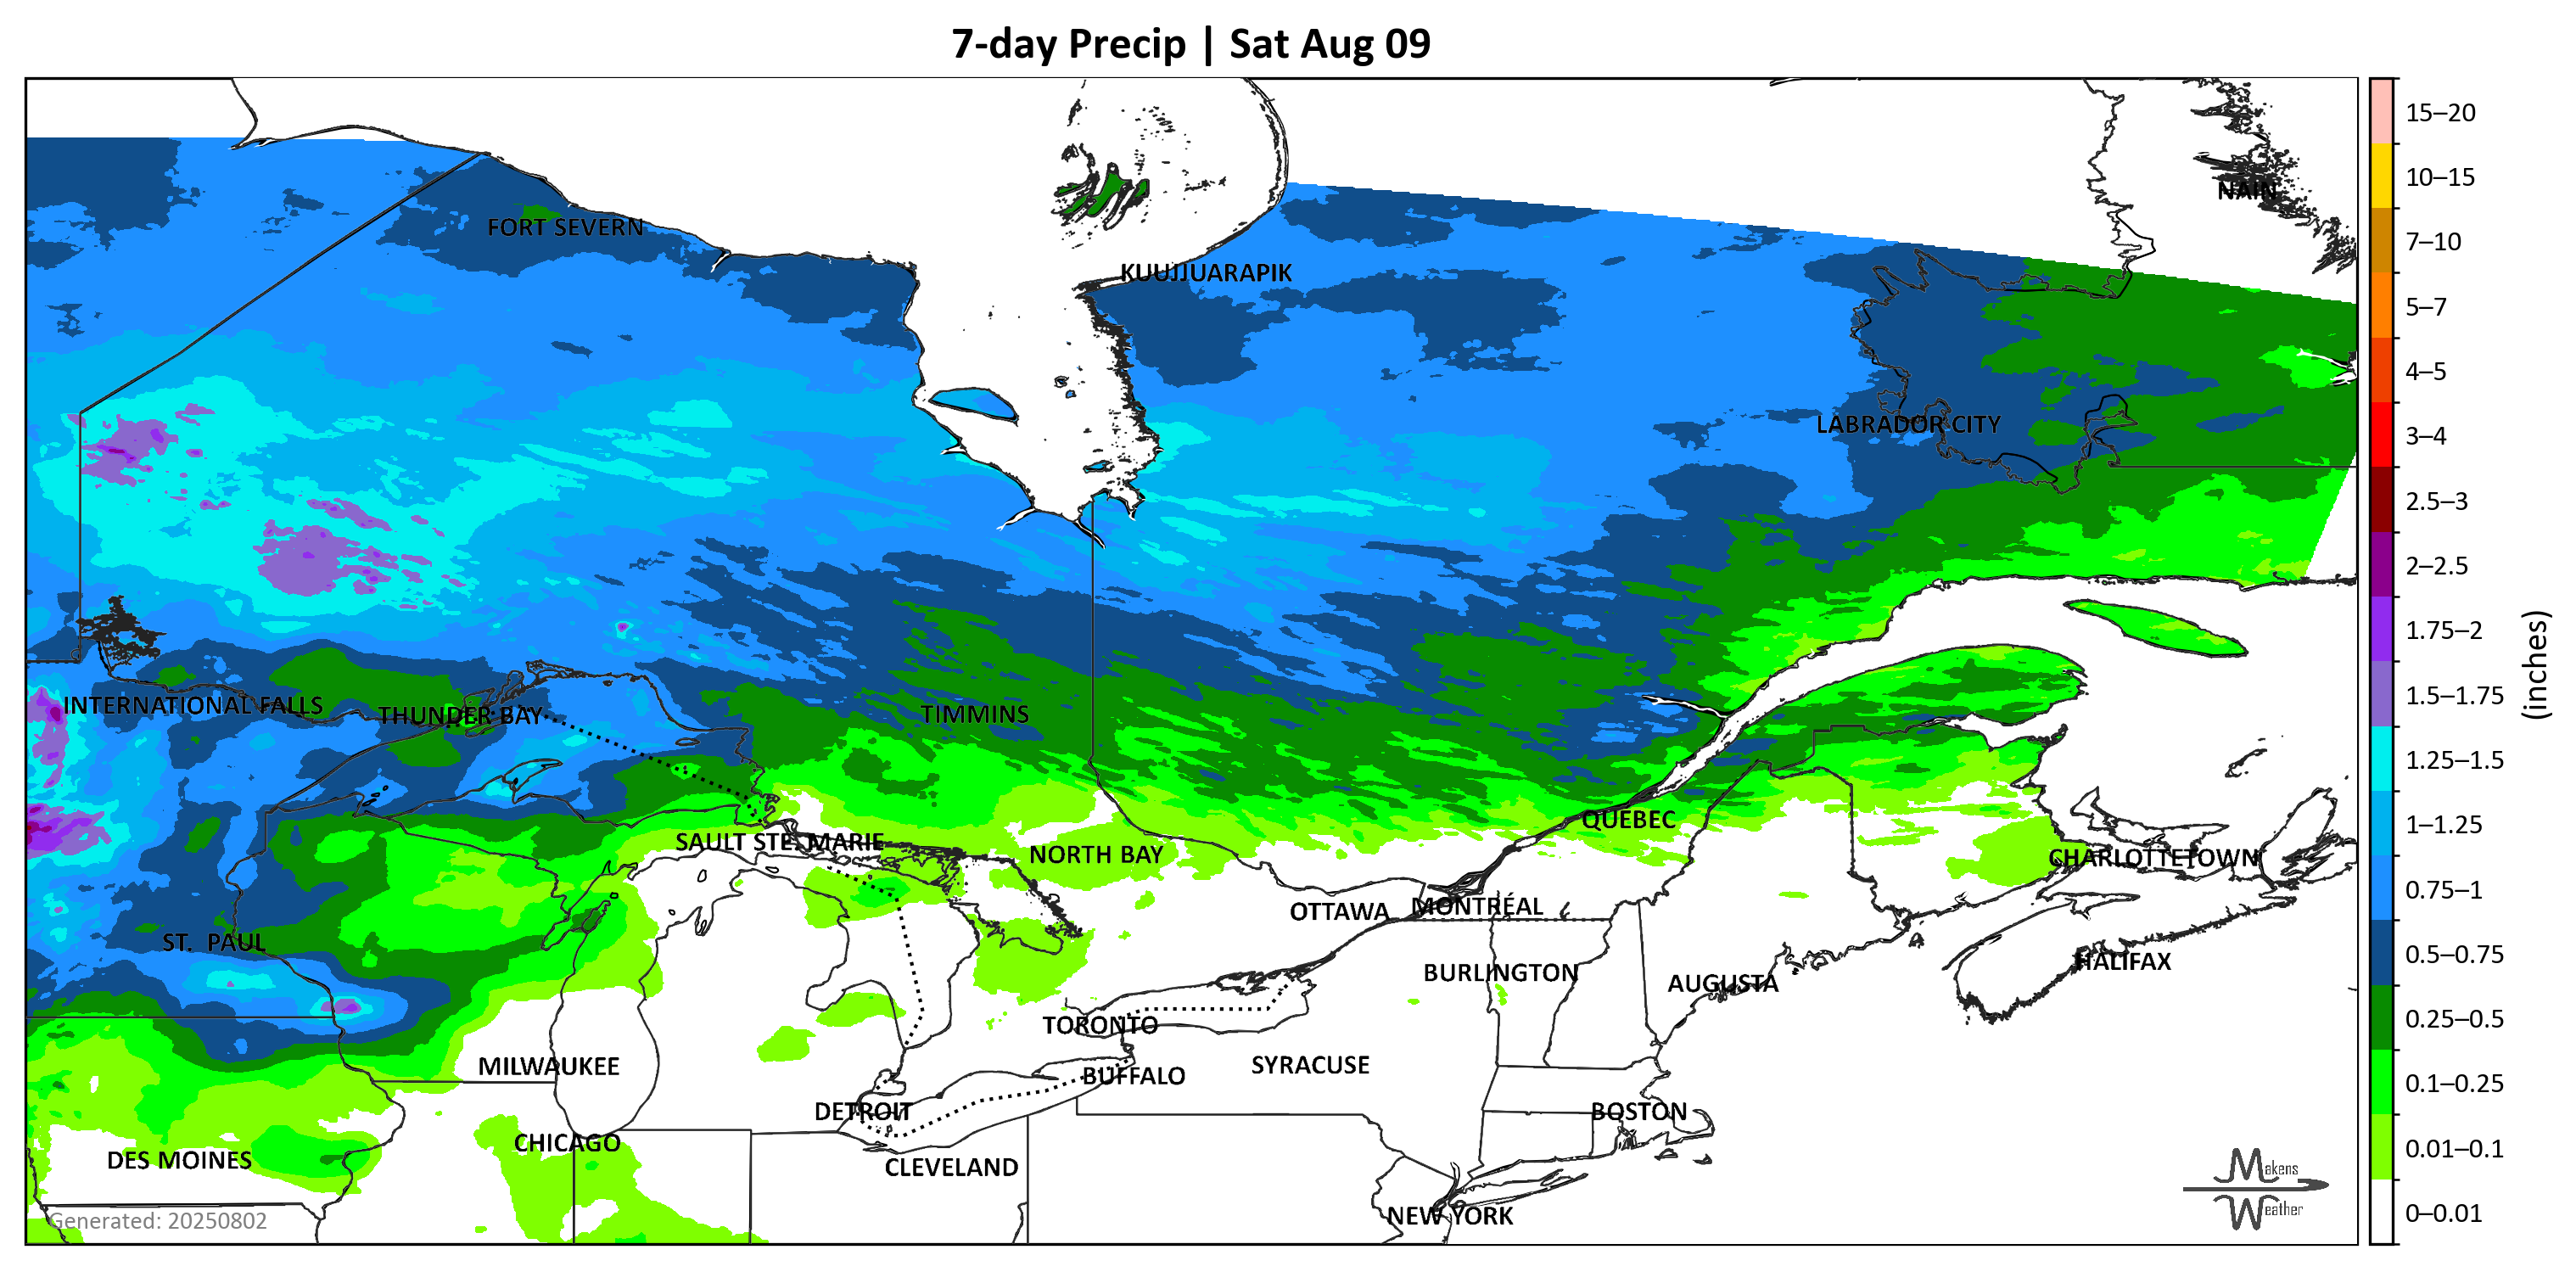 7-day Precip | Sat Aug 09
NAIN
FORT SEVERN
KUUJJUARAPIK
LABRADOR CITY
INTERNATIONAL FALLS
THUNDER BAY
TIMMINS
SAULT STE. MARIE
NORTH BAY
QUEBEC
CHARLOTTETOWN
OTTAWA
MONTRÉAL
ST. PAUL
BURLINGTON
AUGUSTA
HALIFAX
TORONTO
MILWAUKEE
BUFFALO
SYRACUSE
DETROIT
BOSTON
CHICAGO
DES MOINES
CLEVELAND
NEW YORK
Generated: 20250802
Makens
Weather
15–20
10–15
7–10
5–7
4–5
3–4
2.5–3
2–2.5
1.75–2
1.5–1.75
1.25–1.5
1–1.25
0.75–1
0.5–0.75
0.25–0.5
0.1–0.25
0.01–0.1
0–0.01
(inches)